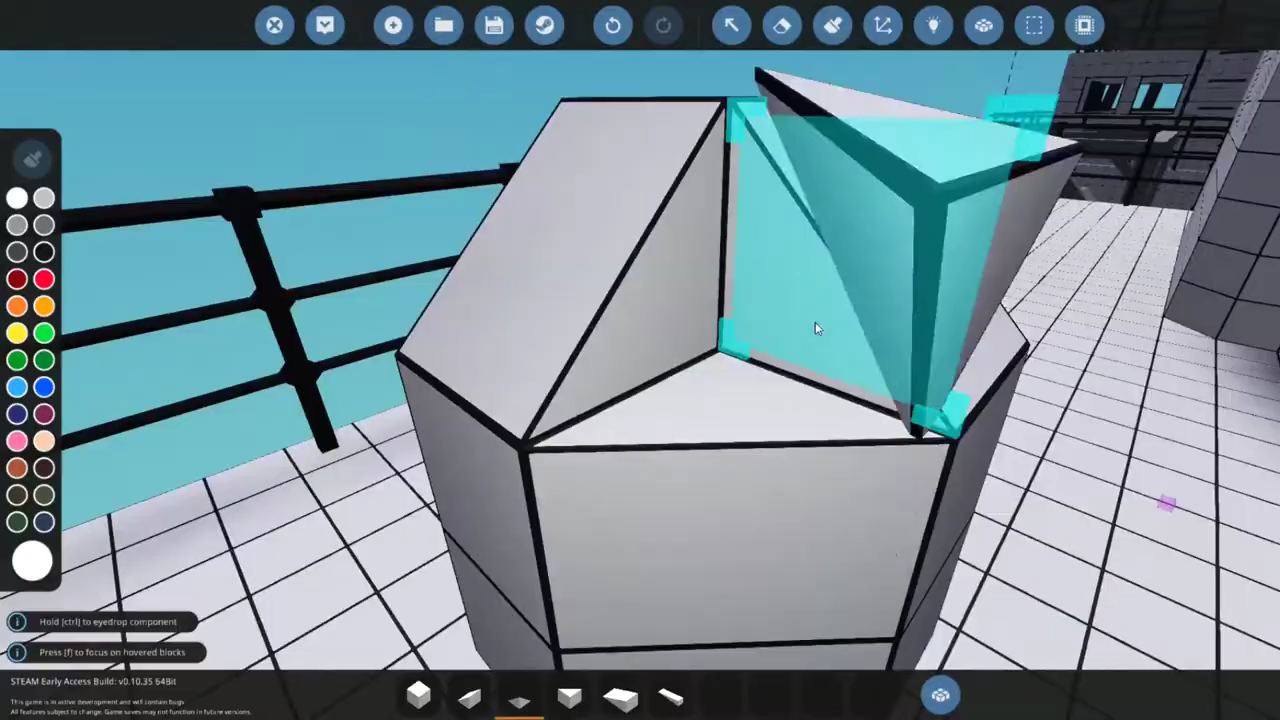 Hold [ctrl] to eyedrop component
Press [f] to focus on hovered blocks
STEAM Early Access Build: v0.10.35 64Bit
This game is in active development and will contain bugs
All features subject to change. Game saves may not function in future versions.